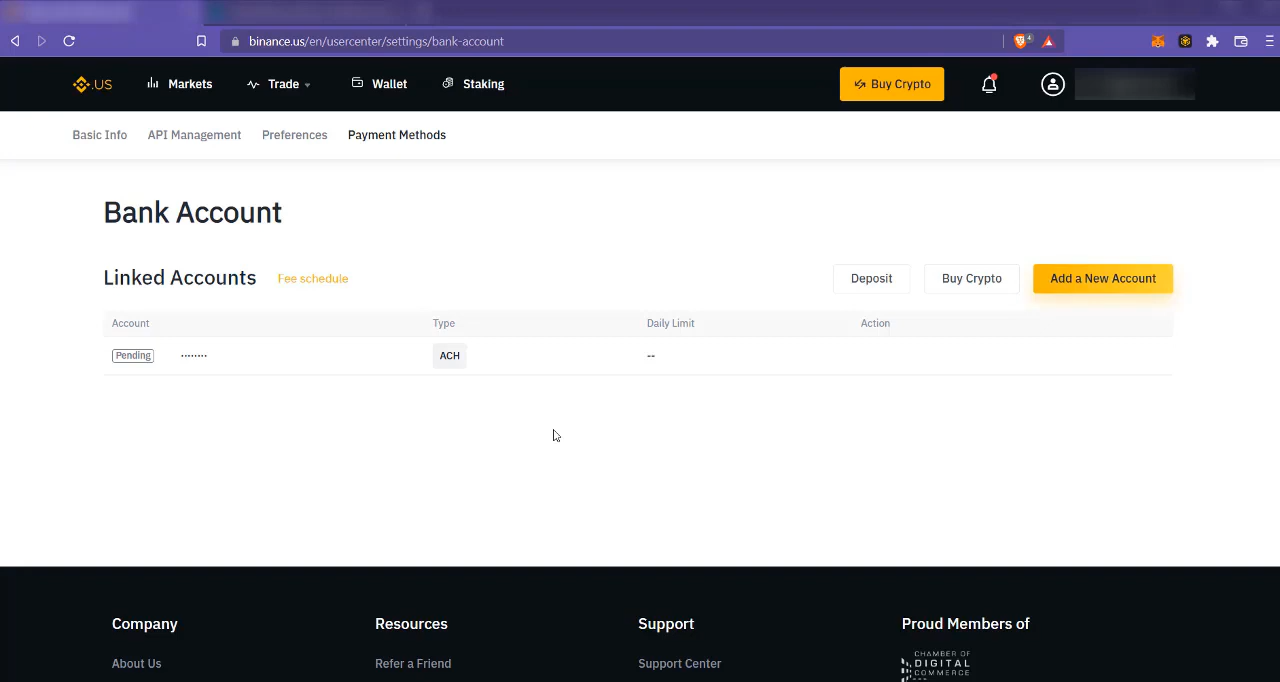 binance.us/en/usercenter/settings/bank-account
4
.US Markets Trade Wallet Staking Buy Crypto
Basic Info API Management Preferences Payment Methods
Bank Account
Linked Accounts Fee schedule Deposit Buy Crypto Add a New Account
Account Type Daily Limit Action
Pending ········ ACH --
Company Resources Support Proud Members of
About Us Refer a Friend Support Center
CHAMBER OF
DIGITAL
COMMERCE